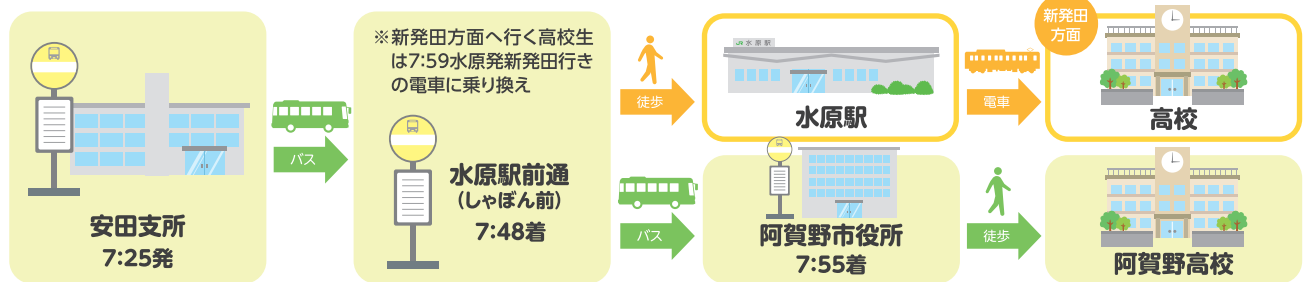 安田支所
7:25発
バス
※新発田方面へ行く高校生
は7:59水原発新発田行き
の電車に乗り換え
水原駅前通
(しゃぼん前)
7:48着
徒歩
JR 水原駅
水原駅
電車
新発田
方面
高校
バス
阿賀野市役所
7:55着
徒歩
阿賀野高校